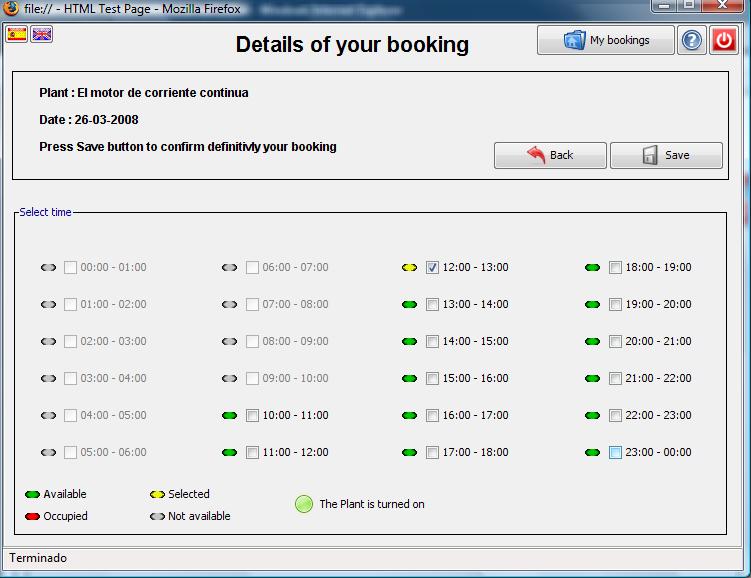 file:// - HTML Test Page - Mozilla Firefox
Details of your booking
My bookings
?
Plant : El motor de corriente continua
Date : 26-03-2008
Press Save button to confirm definitivly your booking
Back
Save
Select time
00:00 - 01:00 06:00 - 07:00 12:00 - 13:00 18:00 - 19:00
01:00 - 02:00 07:00 - 08:00 13:00 - 14:00 19:00 - 20:00
02:00 - 03:00 08:00 - 09:00 14:00 - 15:00 20:00 - 21:00
03:00 - 04:00 09:00 - 10:00 15:00 - 16:00 21:00 - 22:00
04:00 - 05:00 10:00 - 11:00 16:00 - 17:00 22:00 - 23:00
05:00 - 06:00 11:00 - 12:00 17:00 - 18:00 23:00 - 00:00
Available Selected
The Plant is turned on
Occupied Not available
Terminado